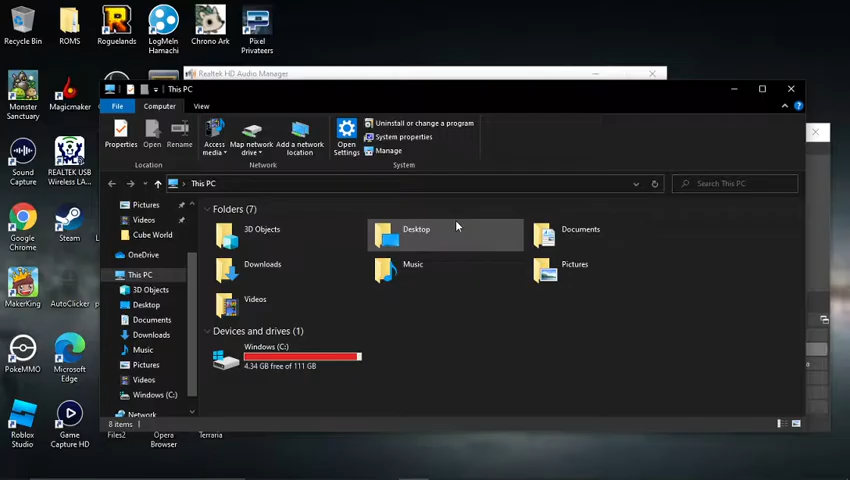 Recycle Bin
ROMS
Roguelands
LogMeIn
Hamachi
Chrono Ark
Pixel
Privateers
Realtek HD Audio Manager
This PC
File
Computer
View
Monster
Sanctuary
Magicmaker
Properties
Open
Rename
Access
media
Map network
drive
Add a network
location
Open
Settings
Uninstall or change a program
System properties
Manage
Location
Network
System
This PC
Search This PC
Sound
Capture
REALTEK USB
Wireless LA...
Pictures
Videos
Cube World
OneDrive
This PC
3D Objects
Desktop
Documents
Downloads
Music
Pictures
Videos
Windows (C:)
Network
Folders (7)
3D Objects
Desktop
Documents
Downloads
Music
Pictures
Videos
Devices and drives (1)
Windows (C:)
4.34 GB free of 111 GB
Google
Chrome
Steam
MakerKing
AutoClicker
PokeMMO
Microsoft
Edge
8 items
Roblox
Studio
Game
Capture HD
Files2
Opera
Browser
Terraria